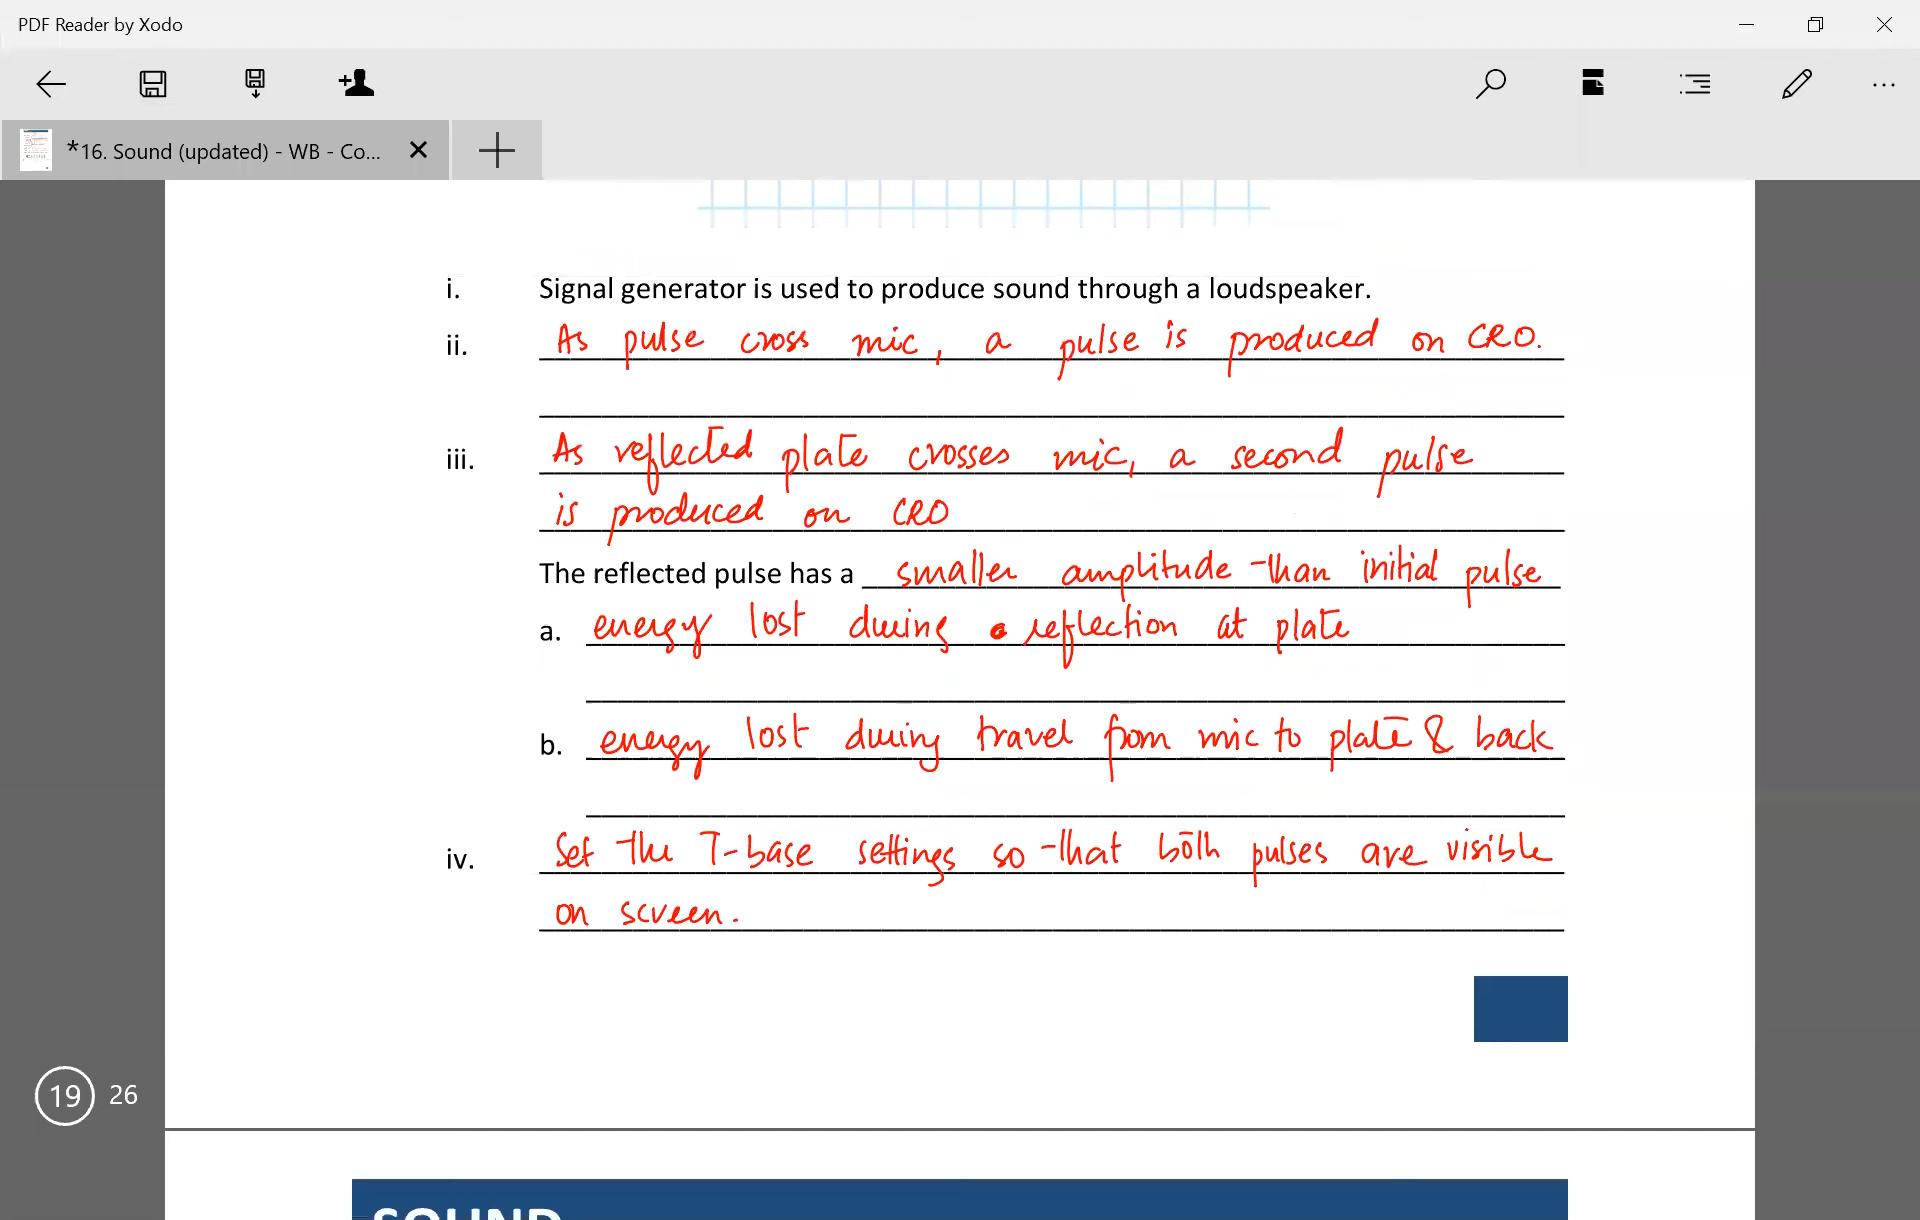 PDF Reader by Xodo
*16. Sound (updated) - WB - Co...
i. Signal generator is used to produce sound through a loudspeaker.
ii. As pulse cross mic, a pulse is produced on CRO.
iii. As reflected plate crosses mic, a second pulse
is produced on CRO
The reflected pulse has a smaller amplitude than initial pulse
a. energy lost during reflection at plate
b. energy lost during travel from mic to plate & back
iv. Set the T-base settings so that both pulses are visible
on screen.
19 26
SOUND